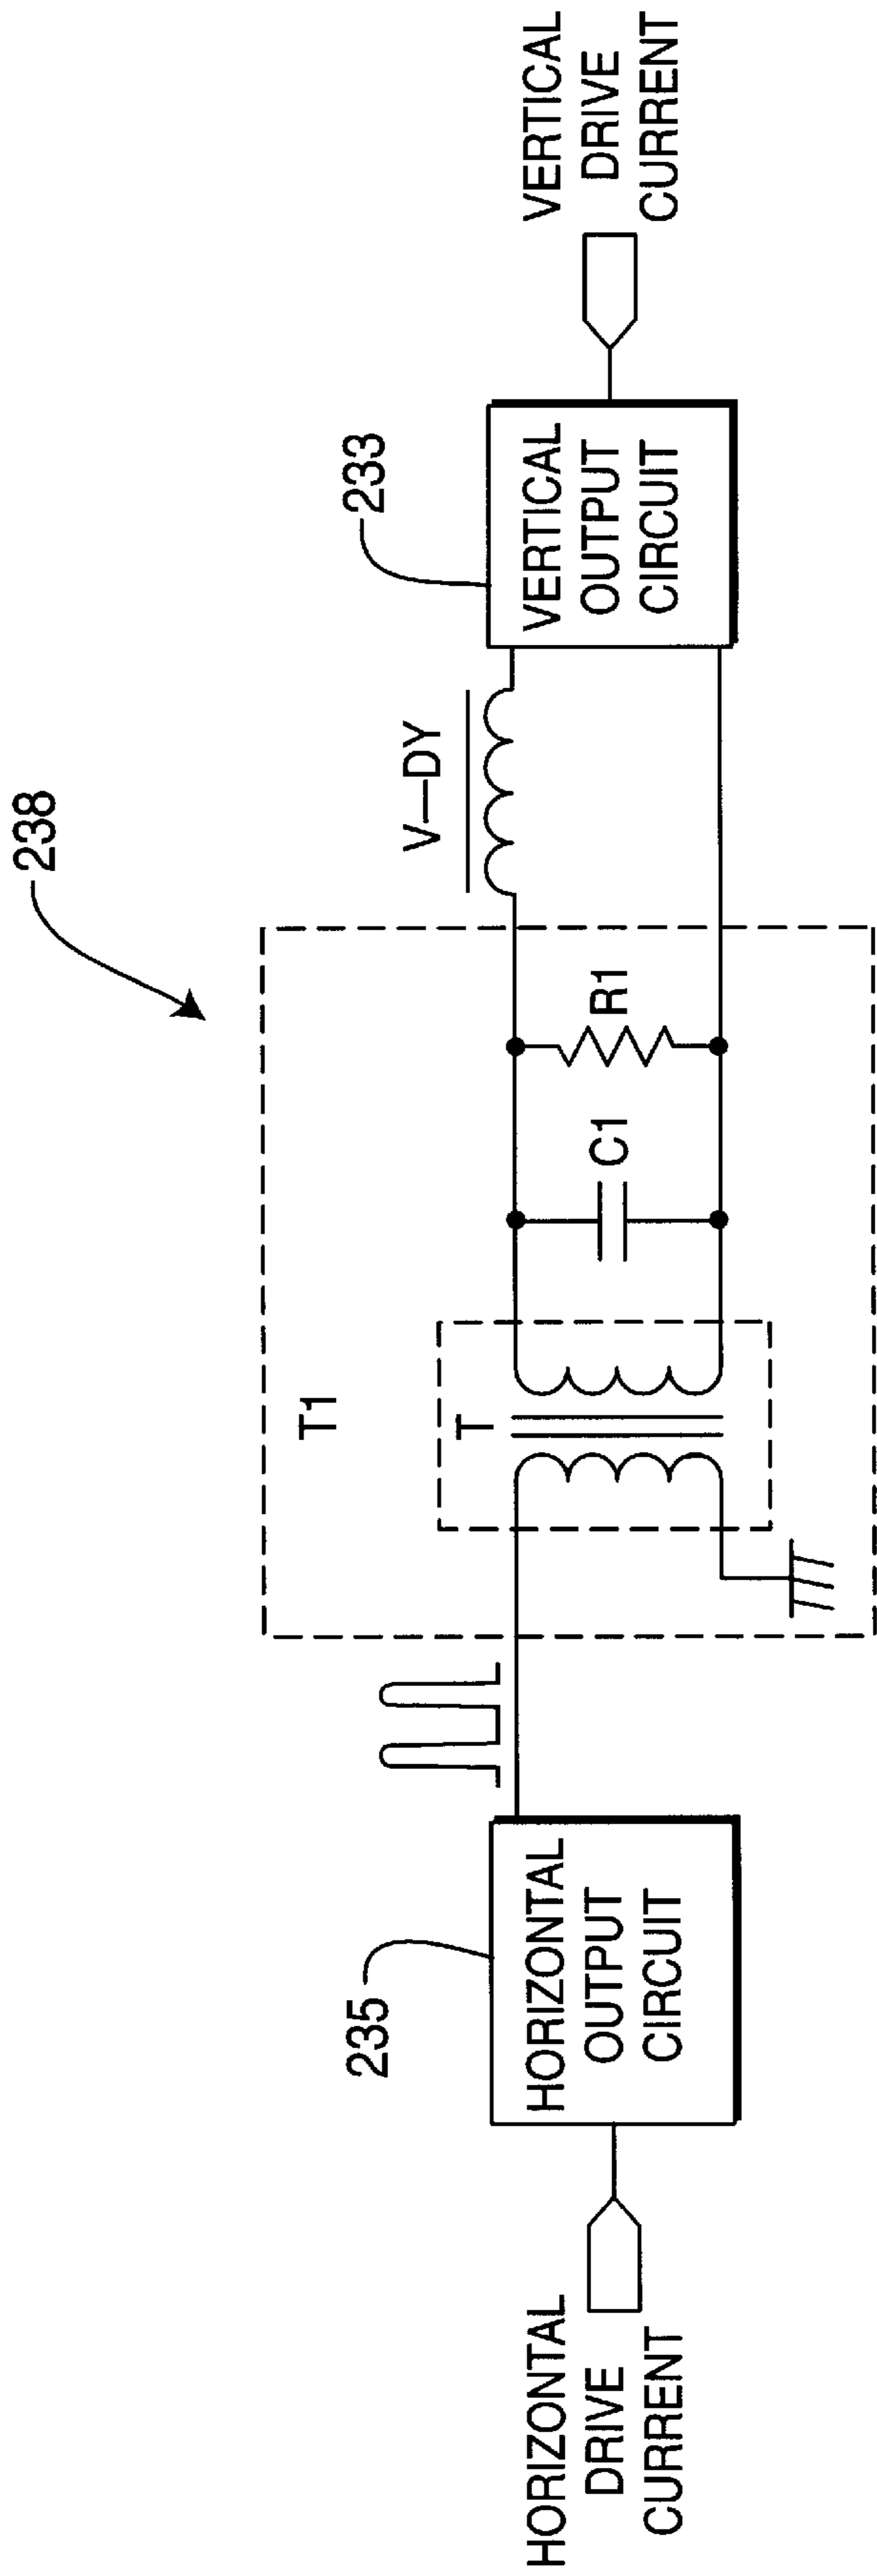 238
235
233
HORIZONTAL
DRIVE
CURRENT
HORIZONTAL
OUTPUT
CIRCUIT
T1
T
C1
R1
V—DY
VERTICAL
OUTPUT
CIRCUIT
VERTICAL
DRIVE
CURRENT